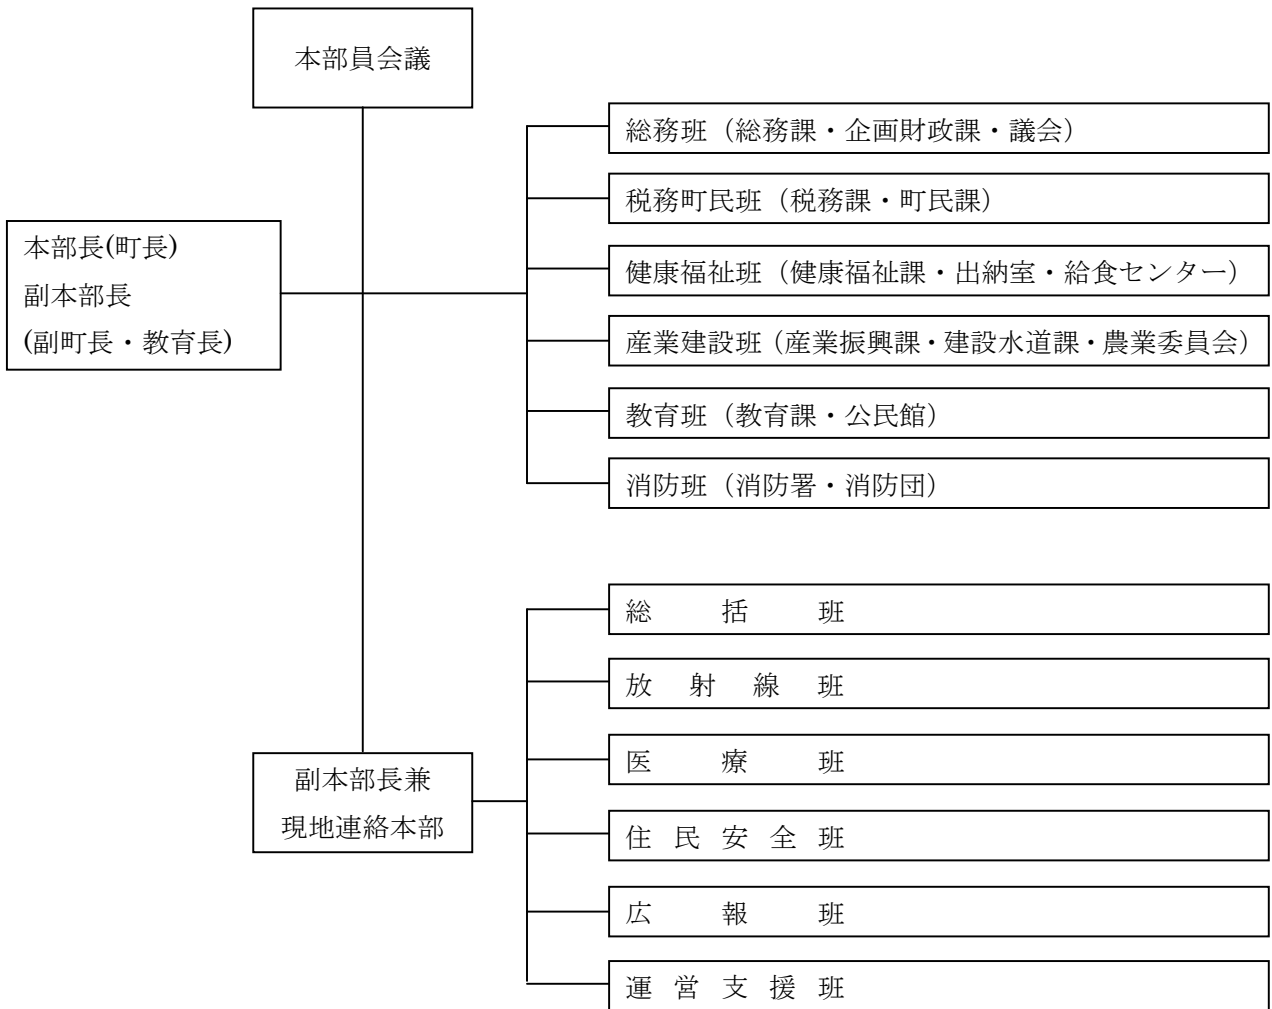 本部員会議
総務班（総務課・企画財政課・議会）
税務町民班（税務課・町民課）
本部長(町長)
副本部長
(副町長・教育長)
健康福祉班（健康福祉課・出納室・給食センター）
産業建設班（産業振興課・建設水道課・農業委員会）
教育班（教育課・公民館）
消防班（消防署・消防団）
総括班
放射線班
医療班
副本部長兼
現地連絡本部
住民安全班
広報班
運営支援班